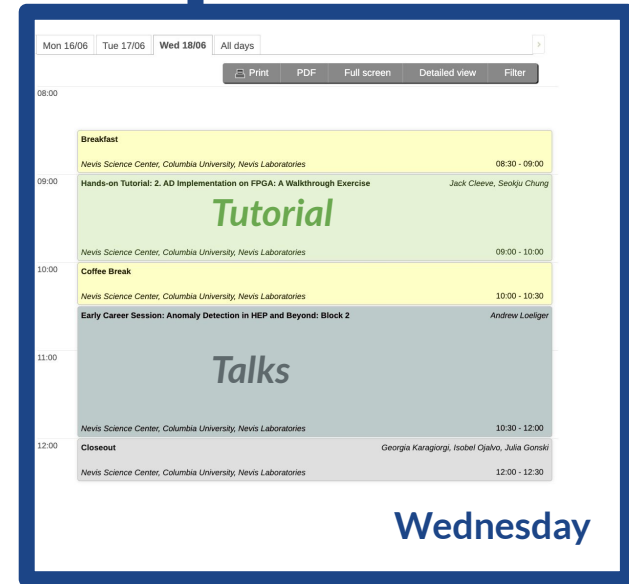 Mon 16/06 Tue 17/06 Wed 18/06 All days ›
Print PDF Full screen Detailed view Filter
08:00
Breakfast
Nevis Science Center, Columbia University, Nevis Laboratories 08:30 - 09:00
09:00 Hands-on Tutorial: 2. AD Implementation on FPGA: A Walkthrough Exercise Jack Cleeve, Seokju Chung
Tutorial
Nevis Science Center, Columbia University, Nevis Laboratories 09:00 - 10:00
10:00 Coffee Break
Nevis Science Center, Columbia University, Nevis Laboratories 10:00 - 10:30
Early Career Session: Anomaly Detection in HEP and Beyond: Block 2 Andrew Loeliger
11:00
Talks
Nevis Science Center, Columbia University, Nevis Laboratories 10:30 - 12:00
12:00 Closeout Georgia Karagiorgi, Isobel Ojalvo, Julia Gonski
Nevis Science Center, Columbia University, Nevis Laboratories 12:00 - 12:30
Wednesday